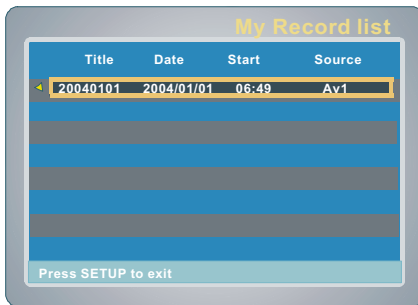 My Record list
Title Date Start Source
20040101 2004/01/01 06:49 Av1
Press SETUP to exit